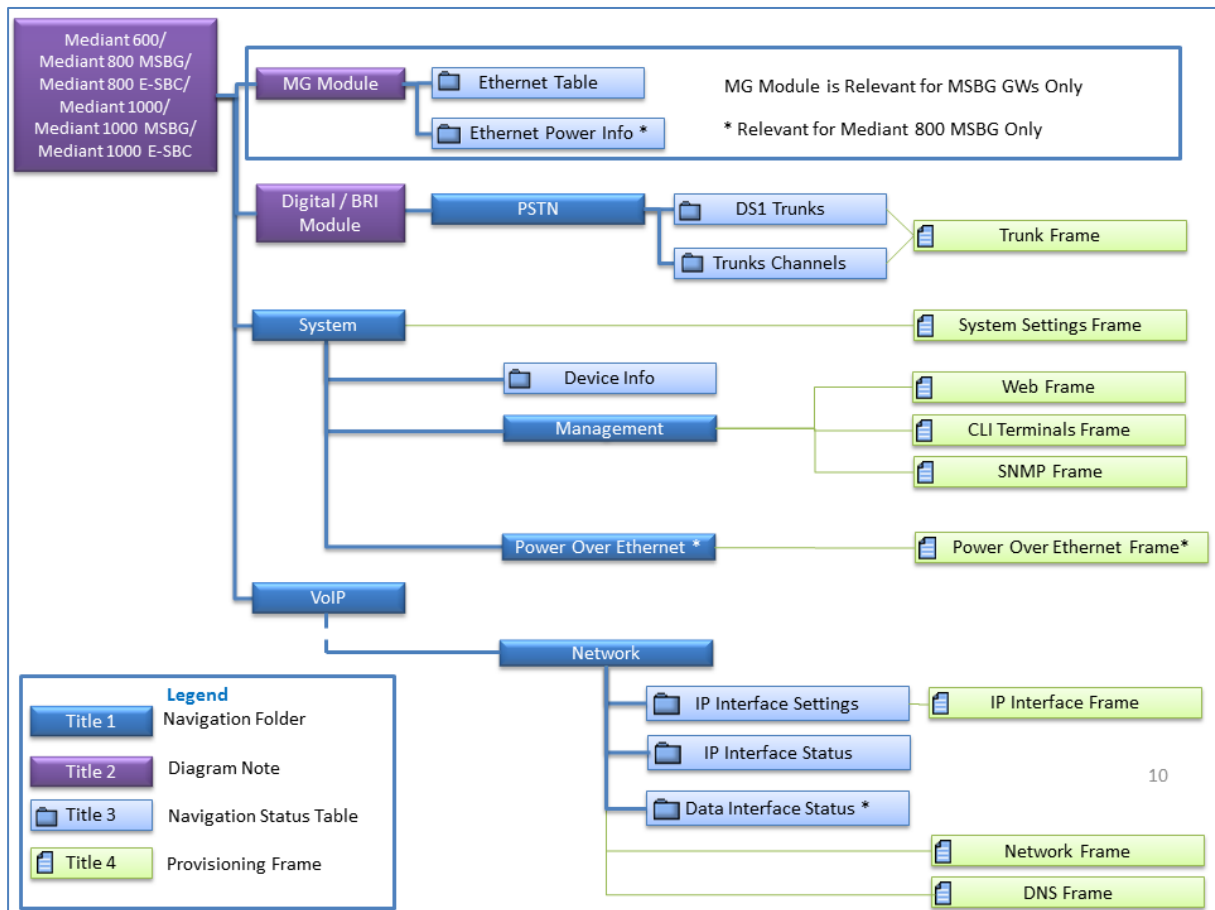 Mediant 600/
Mediant 800 MSBG/
Mediant 800 E-SBC/
Mediant 1000/
Mediant 1000 MSBG/
Mediant 1000 E-SBC
MG Module
Ethernet Table
MG Module is Relevant for MSBG GWs Only
Ethernet Power Info *
* Relevant for Mediant 800 MSBG Only
Digital / BRI
Module
PSTN
DS1 Trunks
Trunks Channels
Trunk Frame
System
System Settings Frame
Device Info
Management
Web Frame
CLI Terminals Frame
SNMP Frame
Power Over Ethernet *
Power Over Ethernet Frame*
VoIP
Network
IP Interface Settings
IP Interface Frame
IP Interface Status
Data Interface Status *
10
Network Frame
DNS Frame
Legend
Title 1
Navigation Folder
Title 2
Diagram Note
Title 3
Navigation Status Table
Title 4
Provisioning Frame